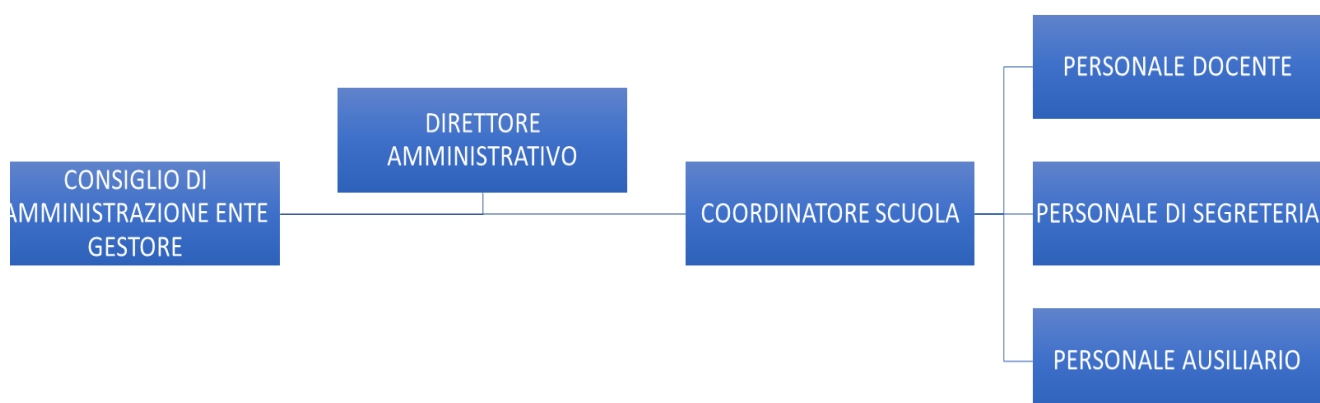 CONSIGLIO DI
AMMINISTRAZIONE ENTE
GESTORE
DIRETTORE
AMMINISTRATIVO
COORDINATORE SCUOLA
PERSONALE DOCENTE
PERSONALE DI SEGRETERIA
PERSONALE AUSILIARIO